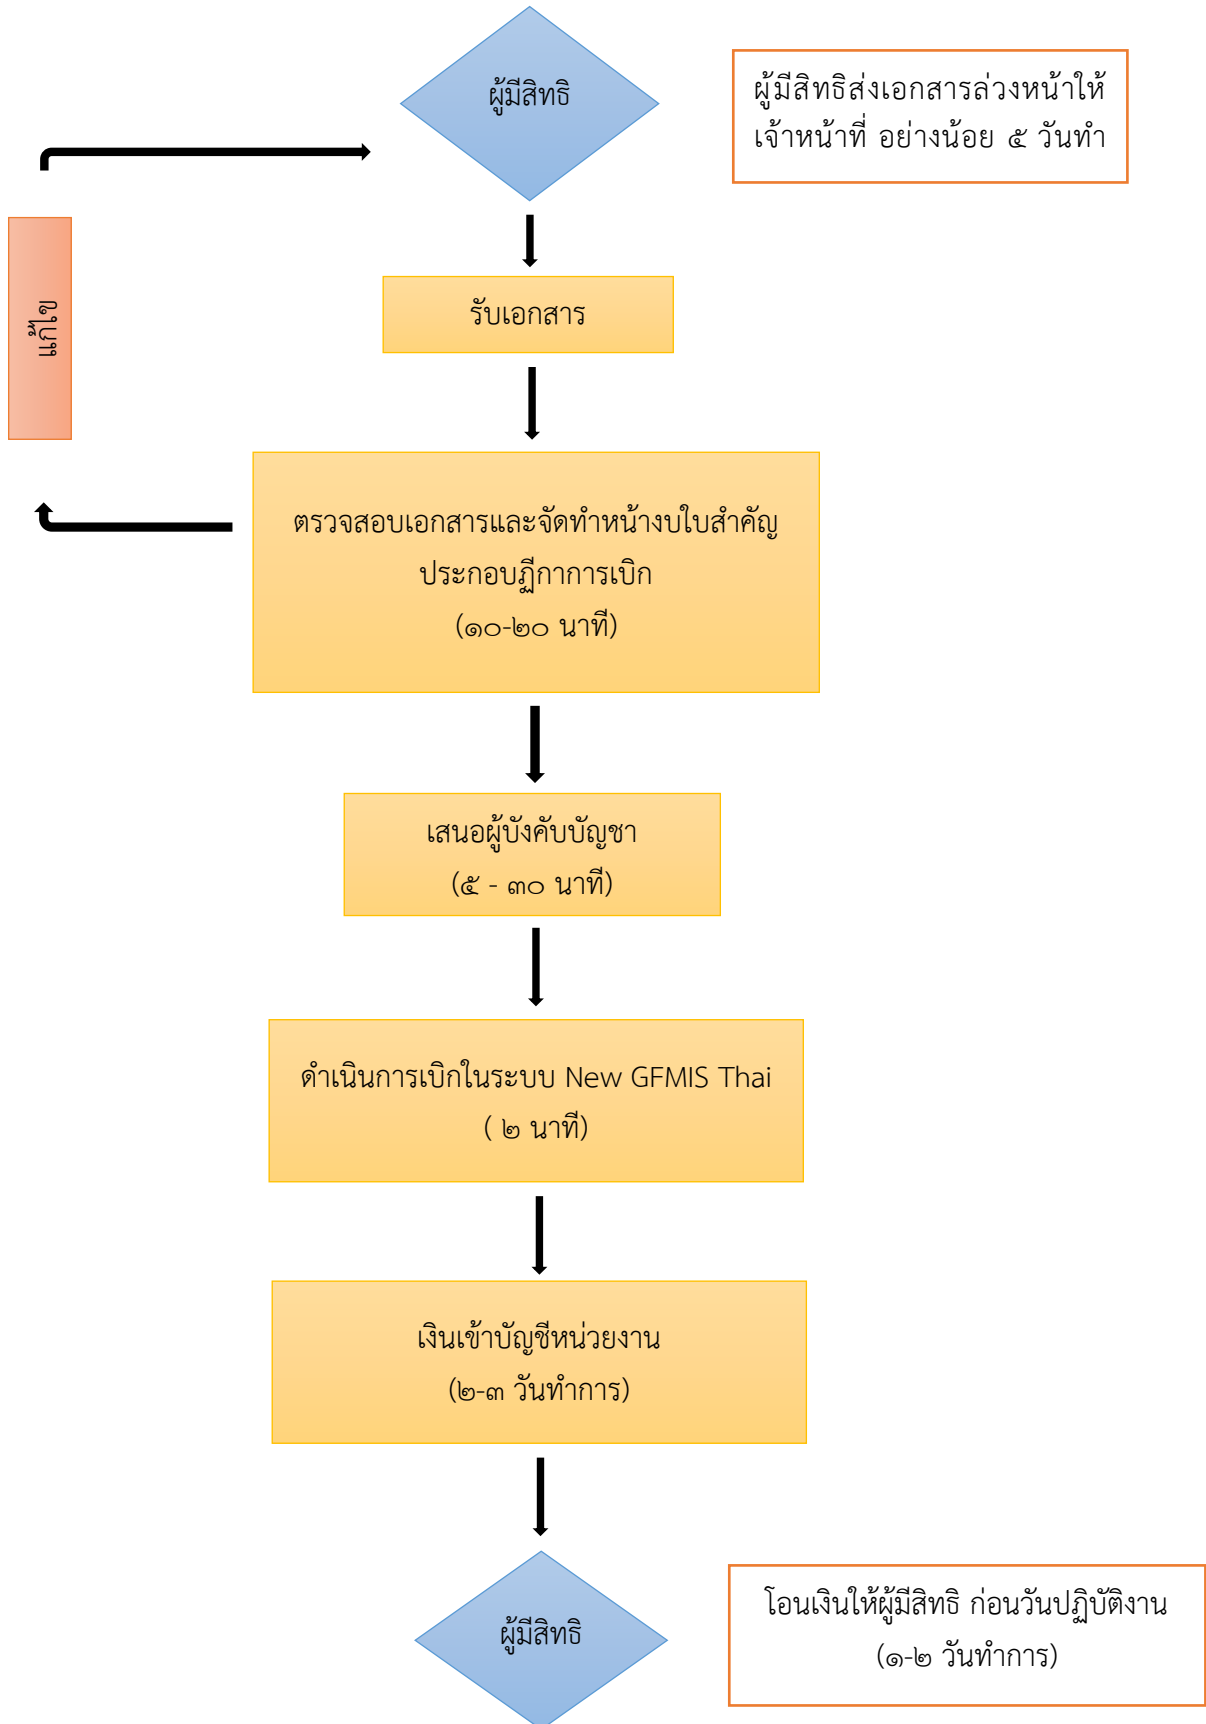 ผู้มีสิทธิ
ผู้มีสิทธิส่งเอกสารล่วงหน้าให้
เจ้าหน้าที่ อย่างน้อย ๕ วันทำ
รับเอกสาร
แก้ไข
ตรวจสอบเอกสารและจัดทำหน้างบใบสำคัญ
ประกอบฏีกาการเบิก
(๑๐-๒๐ นาที)
เสนอผู้บังคับบัญชา
(๕ - ๓๐ นาที)
ดำเนินการเบิกในระบบ New GFMIS Thai
( ๒ นาที)
เงินเข้าบัญชีหน่วยงาน
(๒-๓ วันทำการ)
ผู้มีสิทธิ
โอนเงินให้ผู้มีสิทธิ ก่อนวันปฏิบัติงาน
(๑-๒ วันทำการ)